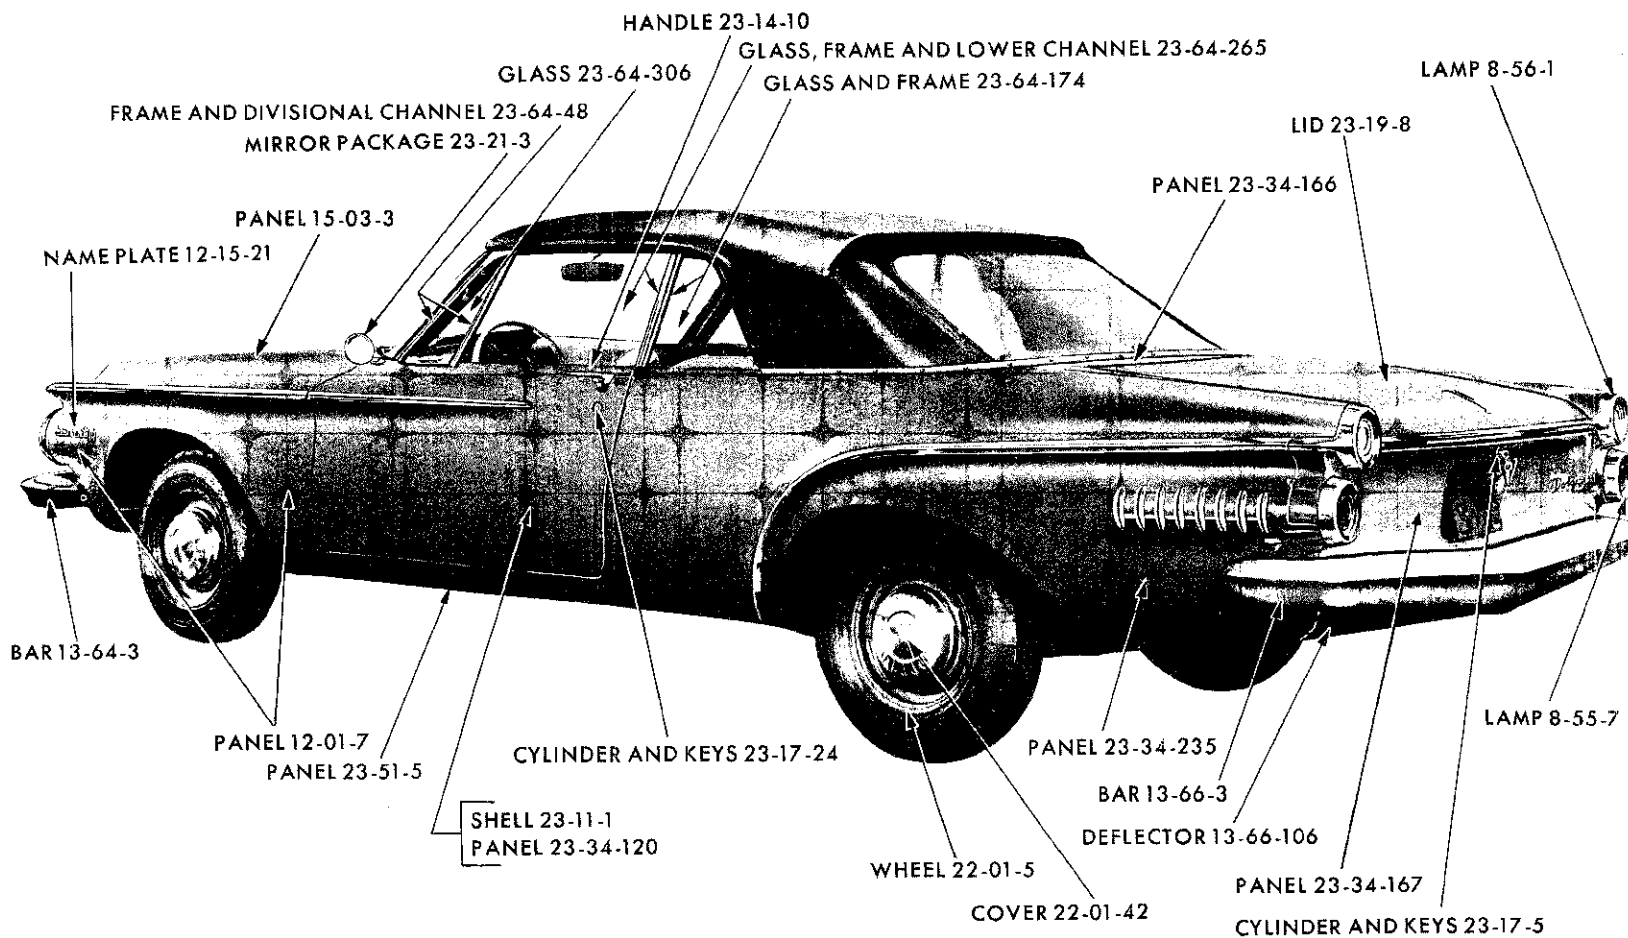 HANDLE 23-14-10
GLASS, FRAME AND LOWER CHANNEL 23-64-265
GLASS 23-64-306
GLASS AND FRAME 23-64-174
LAMP 8-56-1
FRAME AND DIVISIONAL CHANNEL 23-64-48
MIRROR PACKAGE 23-21-3
LID 23-19-8
PANEL 23-34-166
PANEL 15-03-3
NAME PLATE 12-15-21
BAR 13-64-3
PANEL 12-01-7
PANEL 23-51-5
CYLINDER AND KEYS 23-17-24
PANEL 23-34-235
LAMP 8-55-7
BAR 13-66-3
SHELL 23-11-1
PANEL 23-34-120
DEFLECTOR 13-66-106
WHEEL 22-01-5
PANEL 23-34-167
COVER 22-01-42
CYLINDER AND KEYS 23-17-5